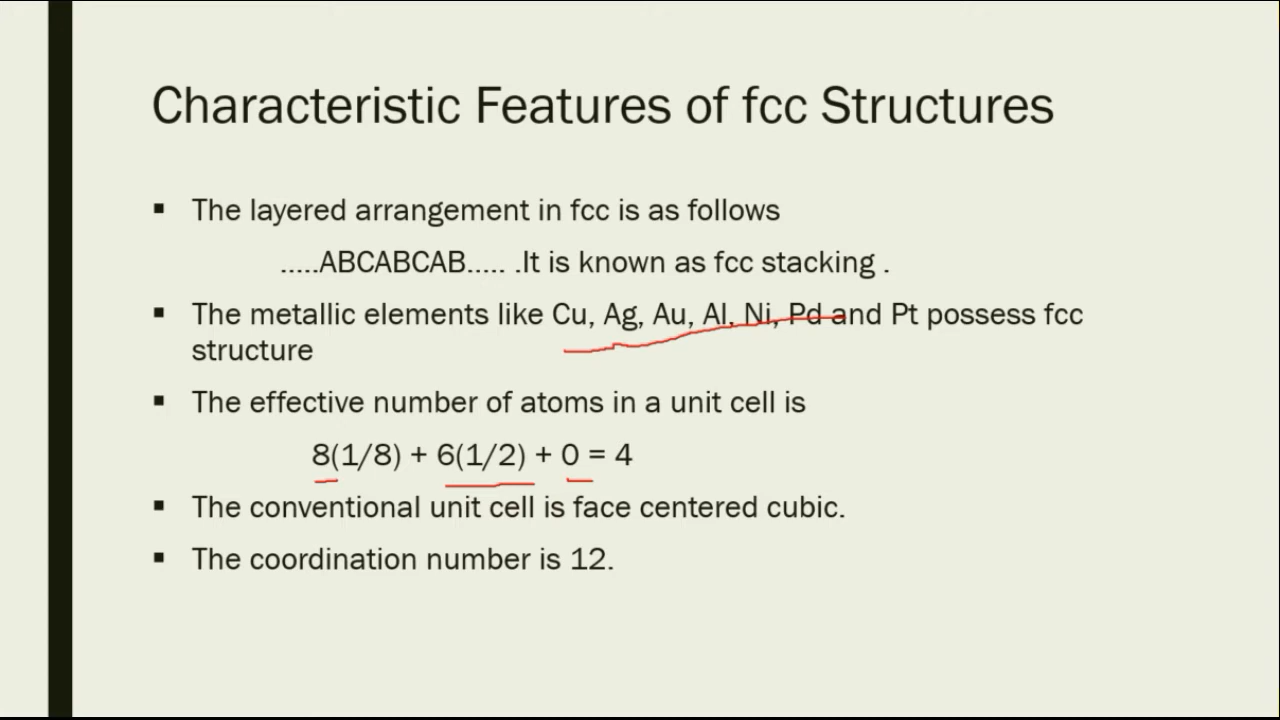 Characteristic Features of fcc Structures
▪ The layered arrangement in fcc is as follows
.....ABCABCAB..... .It is known as fcc stacking .
▪ The metallic elements like Cu, Ag, Au, Al, Ni, Pd and Pt possess fcc
structure
▪ The effective number of atoms in a unit cell is
8(1/8) + 6(1/2) + 0 = 4
▪ The conventional unit cell is face centered cubic.
▪ The coordination number is 12.